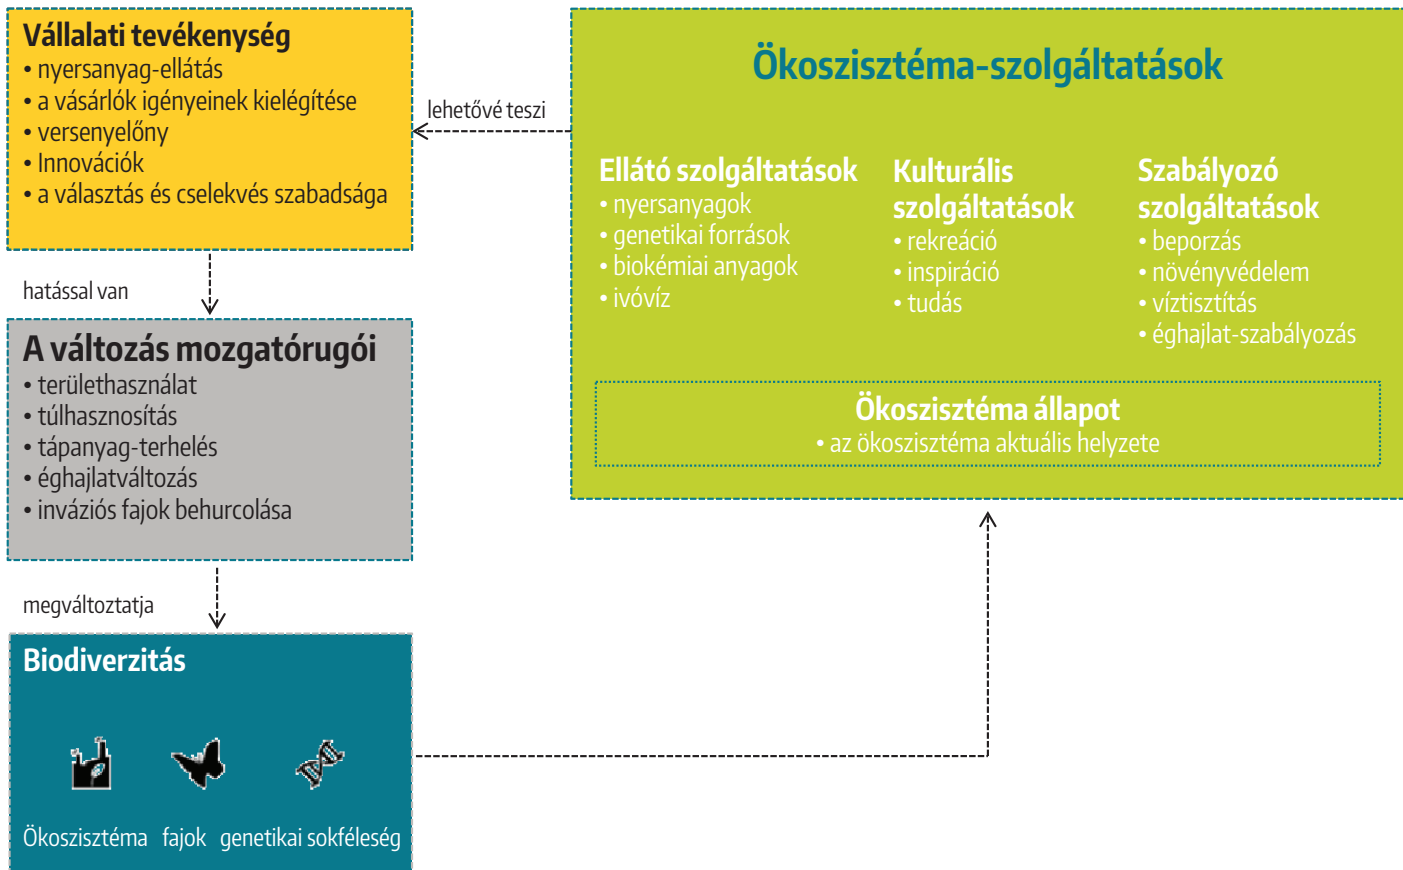 Vállalati tevékenység
• nyersanyag-ellátás
• a vásárlók igényeinek kielégítése
• versenyelőny
• Innovációk
• a választás és cselekvés szabadsága
lehetővé teszi
Ökoszisztéma-szolgáltatások
Ellátó szolgáltatások
• nyersanyagok
• genetikai források
• biokémiai anyagok
• ivóvíz
Kulturális
szolgáltatások
• rekreáció
• inspiráció
• tudás
Szabályozó
szolgáltatások
• beporzás
• növényvédelem
• víztisztítás
• éghajlat-szabályozás
Ökoszisztéma állapot
• az ökoszisztéma aktuális helyzete
hatással van
A változás mozgatórugói
• területhasználat
• túlhasznosítás
• tápanyag-terhelés
• éghajlatváltozás
• inváziós fajok behurcolása
megváltoztatja
Biodiverzitás
Ökoszisztéma fajok genetikai sokféleség